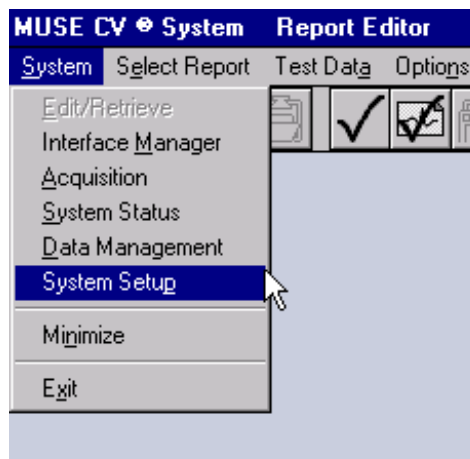 MUSE CV ® System Report Editor
System Select Report Test Data Options
Edit/Retrieve
Interface Manager
Acquisition
System Status
Data Management
System Setup
Minimize
Exit